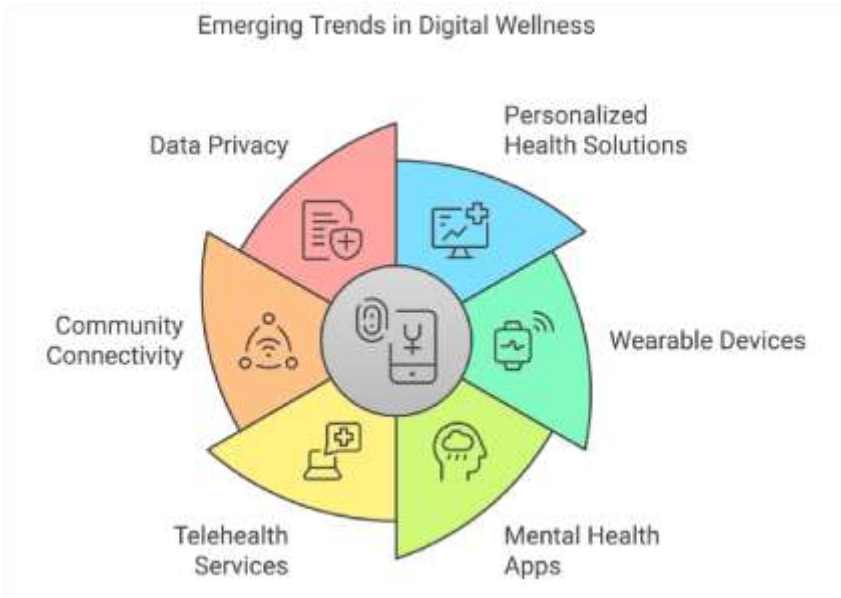 Emerging Trends in Digital Wellness
Personalized
Health Solutions
Data Privacy
Wearable Devices
Community
Connectivity
Mental Health
Apps
Telehealth
Services